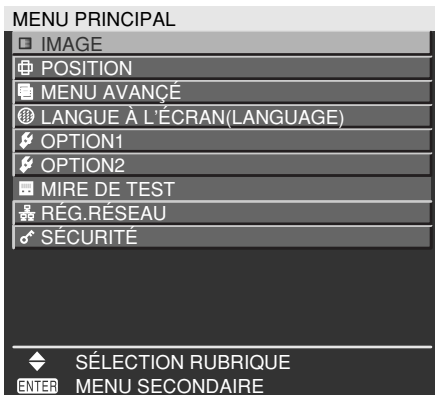 MENU PRINCIPAL
IMAGE
POSITION
MENU AVANÇÉ
LANGUE À L'ÉCRAN(LANGUAGE)
OPTION1
OPTION2
MIRE DE TEST
RÉG.RÉSEAU
SÉCURITÉ
SÉLECTION RUBRIQUE
ENTER MENU SECONDAIRE